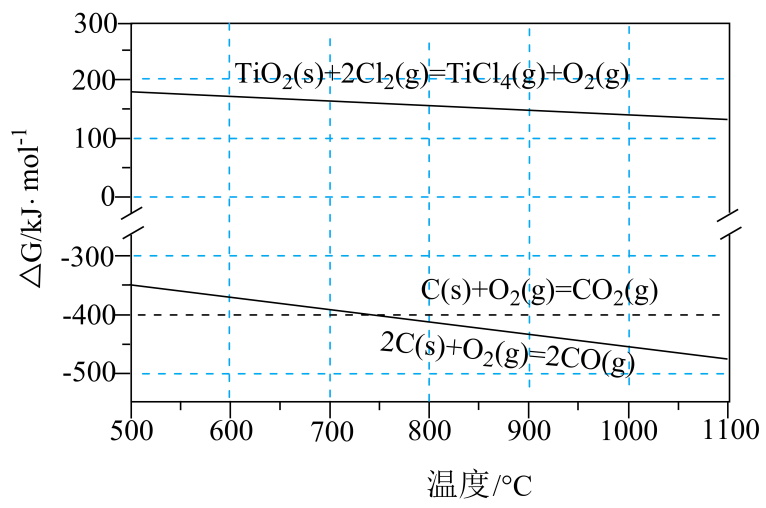 300
200
100
0
-300
-400
-500
△G/kJ·mol⁻¹
TiO₂(s)+2Cl₂(g)=TiCl₄(g)+O₂(g)
C(s)+O₂(g)=CO₂(g)
2C(s)+O₂(g)=2CO(g)
500 600 700 800 900 1000 1100
温度/°C